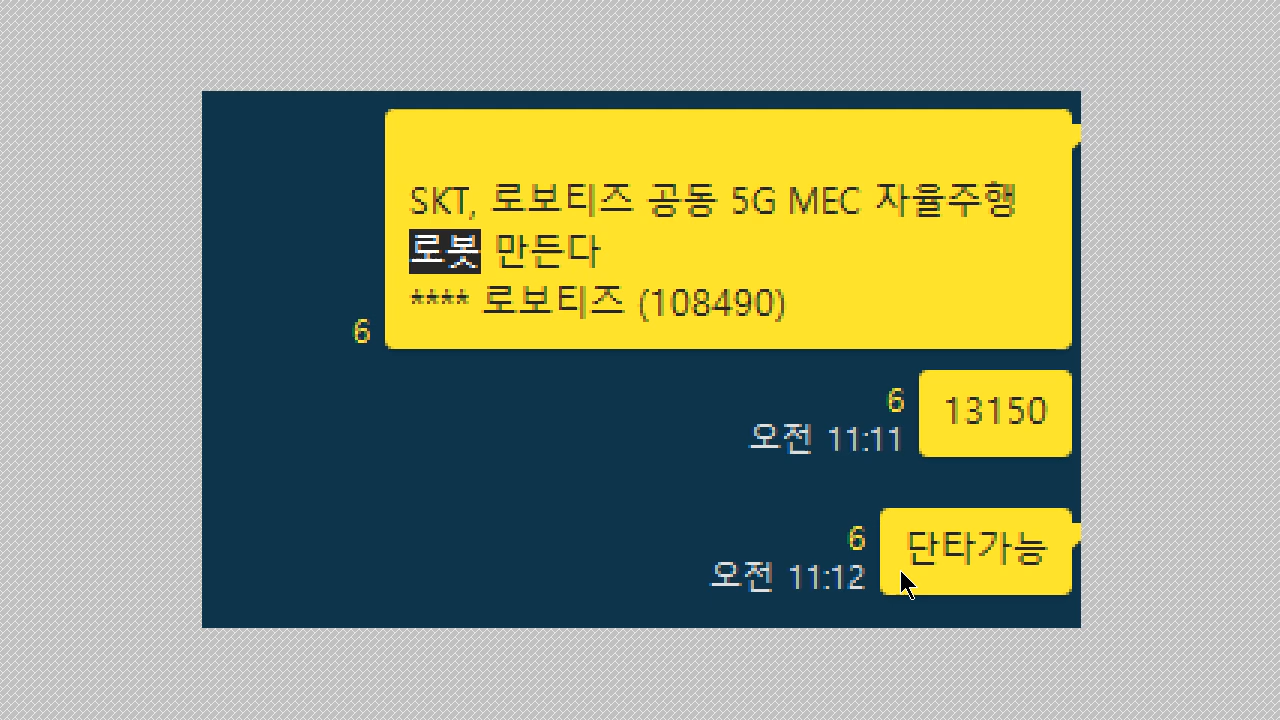 SKT, 로보티즈 공동 5G MEC 자율주행
로봇 만든다
**** 로보티즈 (108490)
6
6
13150
오전 11:11
6
단타가능
오전 11:12